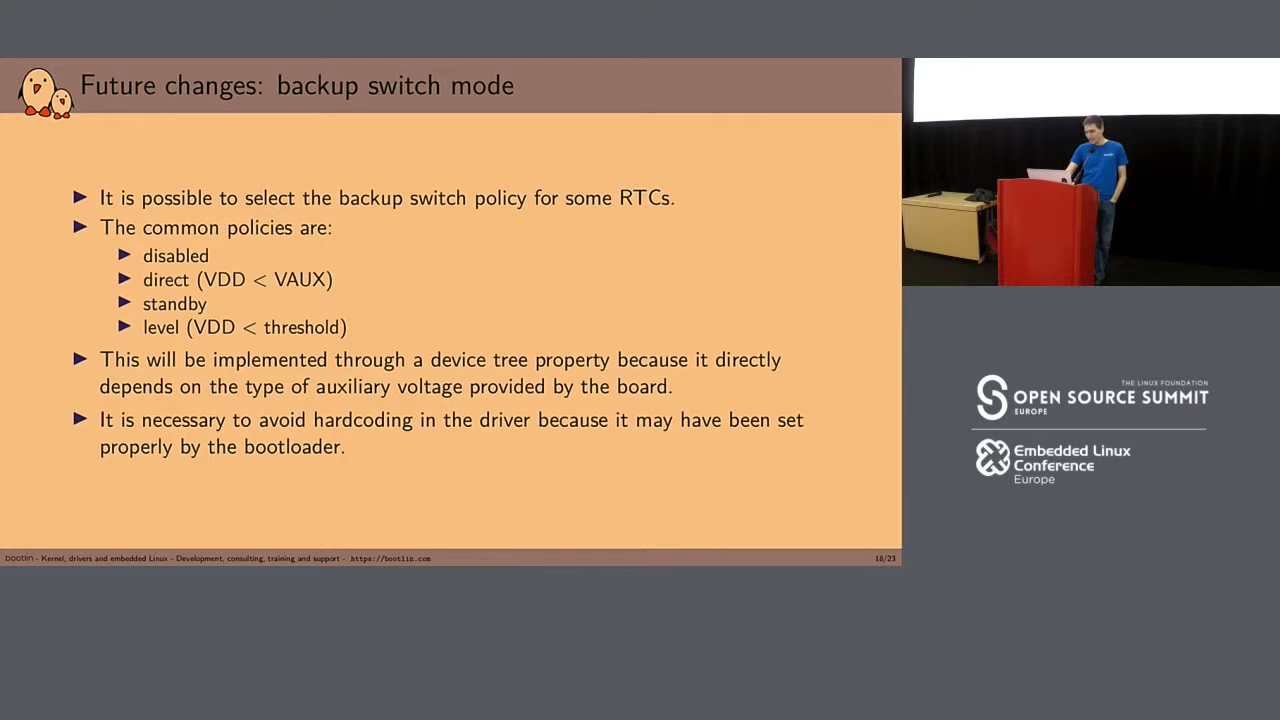 Future changes: backup switch mode
► It is possible to select the backup switch policy for some RTCs.
► The common policies are:
► disabled
► direct (VDD < VAUX)
► standby
► level (VDD < threshold)
► This will be implemented through a device tree property because it directly
depends on the type of auxiliary voltage provided by the board.
► It is necessary to avoid hardcoding in the driver because it may have been set
properly by the bootloader.
bootlin - Kernel, drivers and embedded Linux - Development, consulting, training and support - https://bootlin.com
18/23
THE LINUX FOUNDATION
OPEN SOURCE SUMMIT
EUROPE
Embedded Linux
Conference
Europe